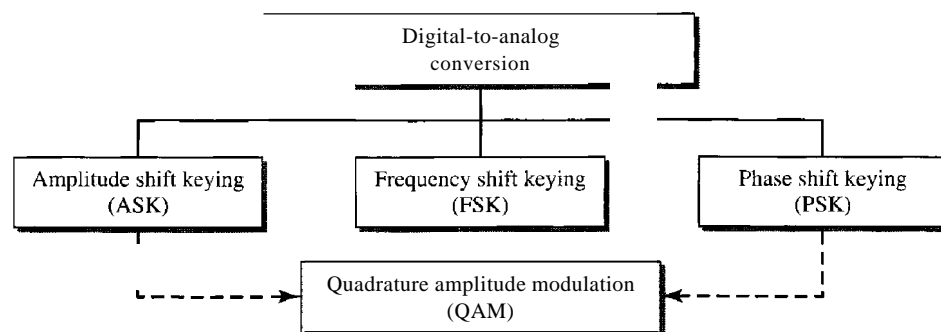 Digital-to-analog
conversion
Amplitude shift keying
(ASK)
Frequency shift keying
(FSK)
Phase shift keying
(PSK)
Quadrature amplitude modulation
(QAM)